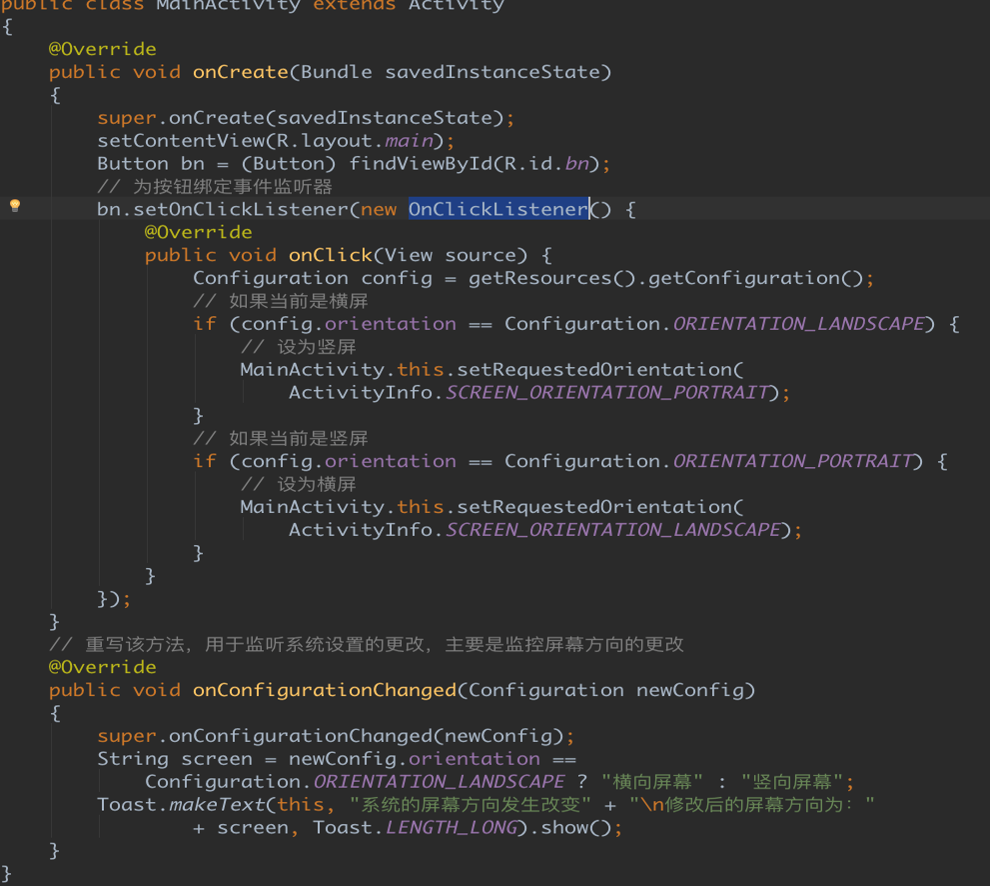 public class MainActivity extends Activity
{
    @Override
    public void onCreate(Bundle savedInstanceState)
    {
        super.onCreate(savedInstanceState);
        setContentView(R.layout.main);
        Button bn = (Button) findViewById(R.id.bn);
        // 为按钮绑定事件监听器
        bn.setOnClickListener(new OnClickListener() {
            @Override
            public void onClick(View source) {
                Configuration config = getResources().getConfiguration();
                // 如果当前是横屏
                if (config.orientation == Configuration.ORIENTATION_LANDSCAPE) {
                    // 设为竖屏
                    MainActivity.this.setRequestedOrientation(
                        ActivityInfo.SCREEN_ORIENTATION_PORTRAIT);
                }
                // 如果当前是竖屏
                if (config.orientation == Configuration.ORIENTATION_PORTRAIT) {
                    // 设为横屏
                    MainActivity.this.setRequestedOrientation(
                        ActivityInfo.SCREEN_ORIENTATION_LANDSCAPE);
                }
            }
        });
    }
    // 重写该方法，用于监听系统设置的更改，主要是监控屏幕方向的更改
    @Override
    public void onConfigurationChanged(Configuration newConfig)
    {
        super.onConfigurationChanged(newConfig);
        String screen = newConfig.orientation ==
            Configuration.ORIENTATION_LANDSCAPE ? "横向屏幕" : "竖向屏幕";
        Toast.makeText(this, "系统的屏幕方向发生改变" + "\n修改后的屏幕方向为："
                + screen, Toast.LENGTH_LONG).show();
    }
}